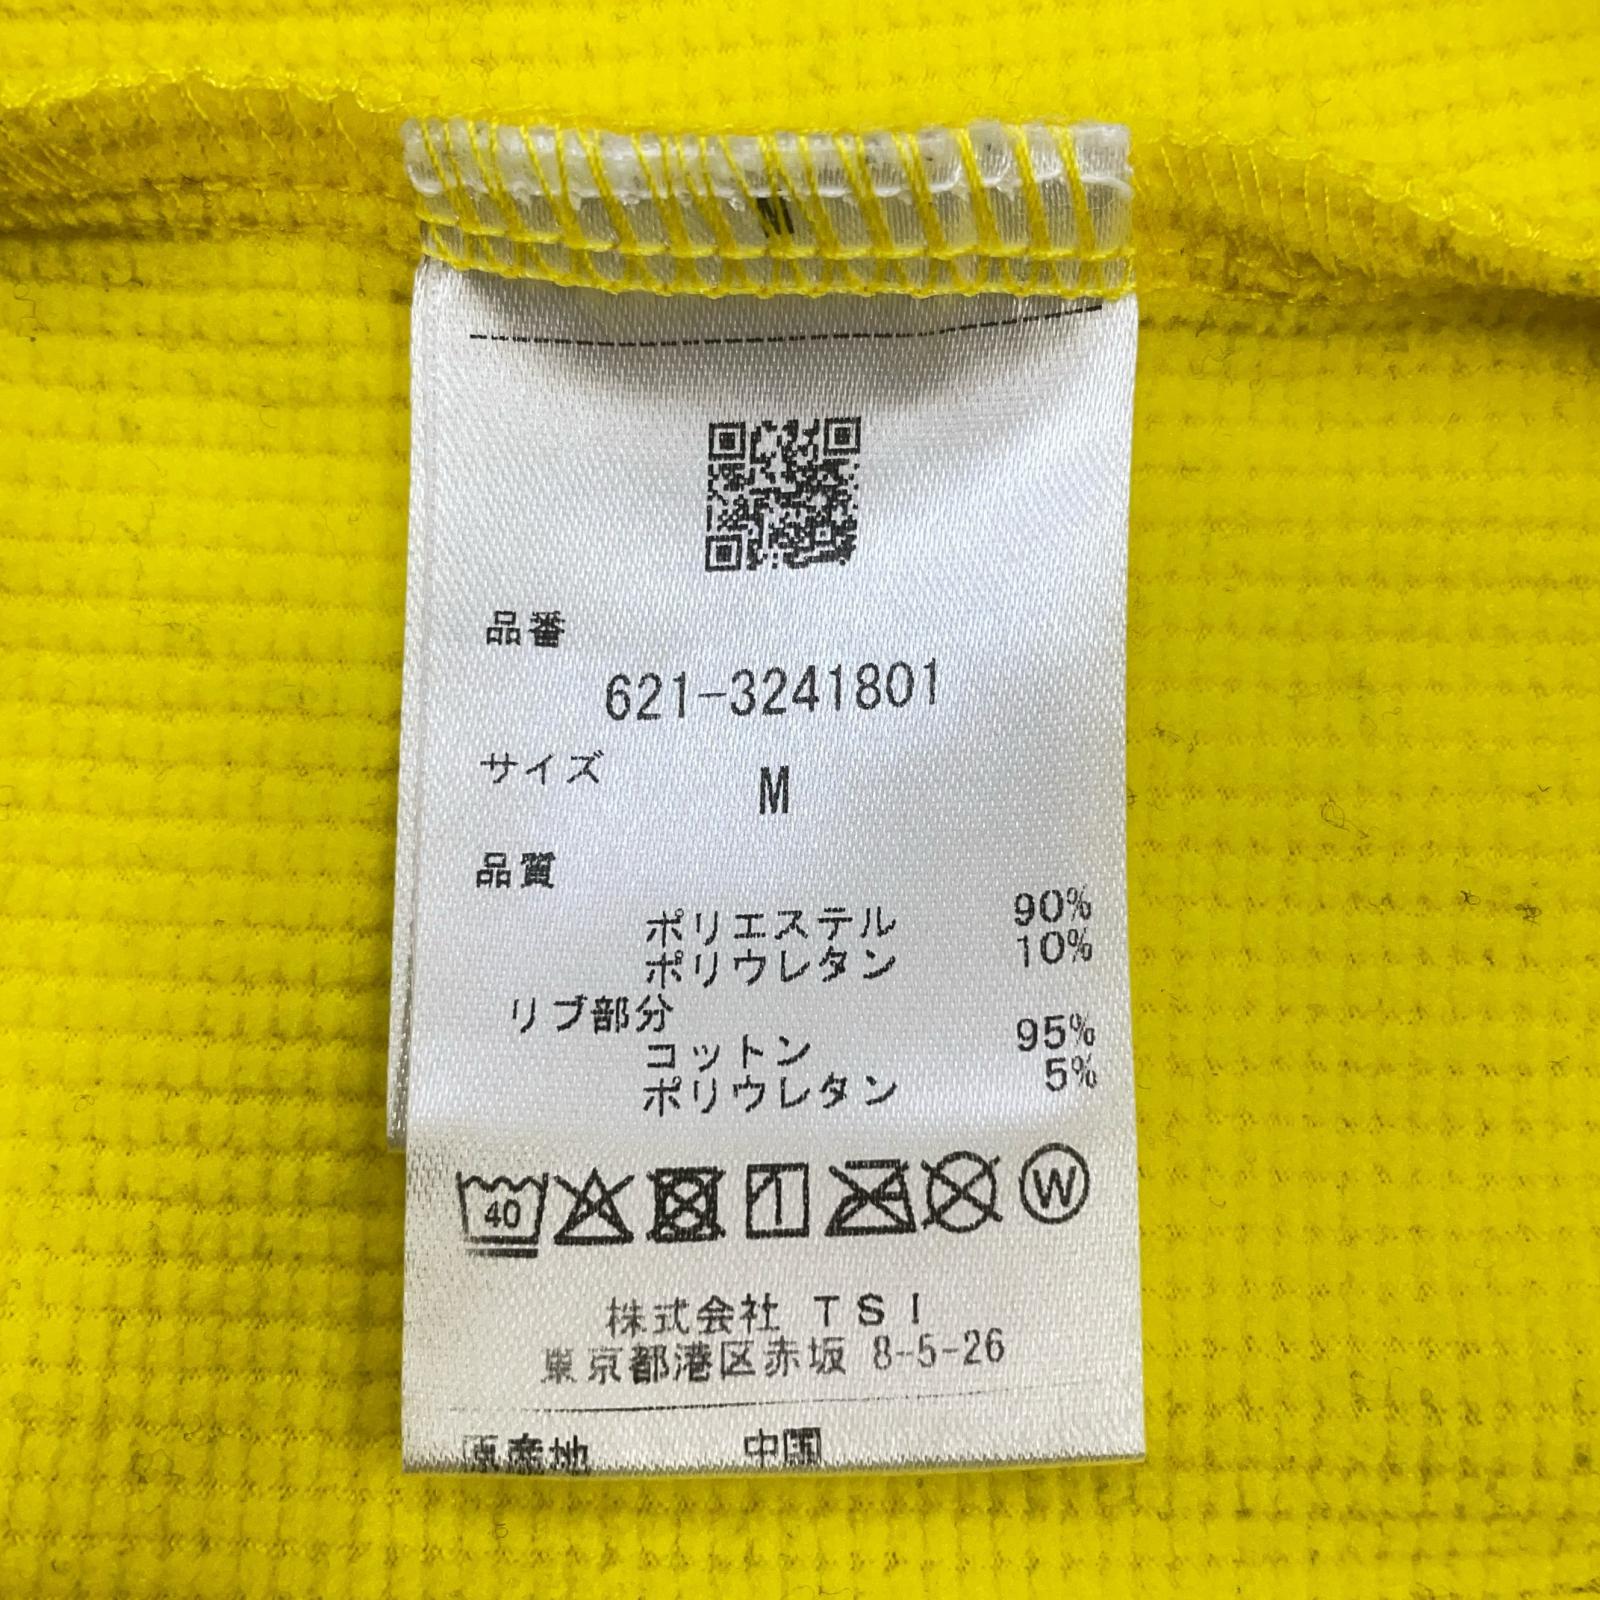 M
品番
621-3241801
サイズ
M
品質
ポリエステル 90%
ポリウレタン 10%
リブ部分
コットン 95%
ポリウレタン 5%
40
W
株式会社 TSI
東京都港区赤坂 8-5-26
原産地 中国